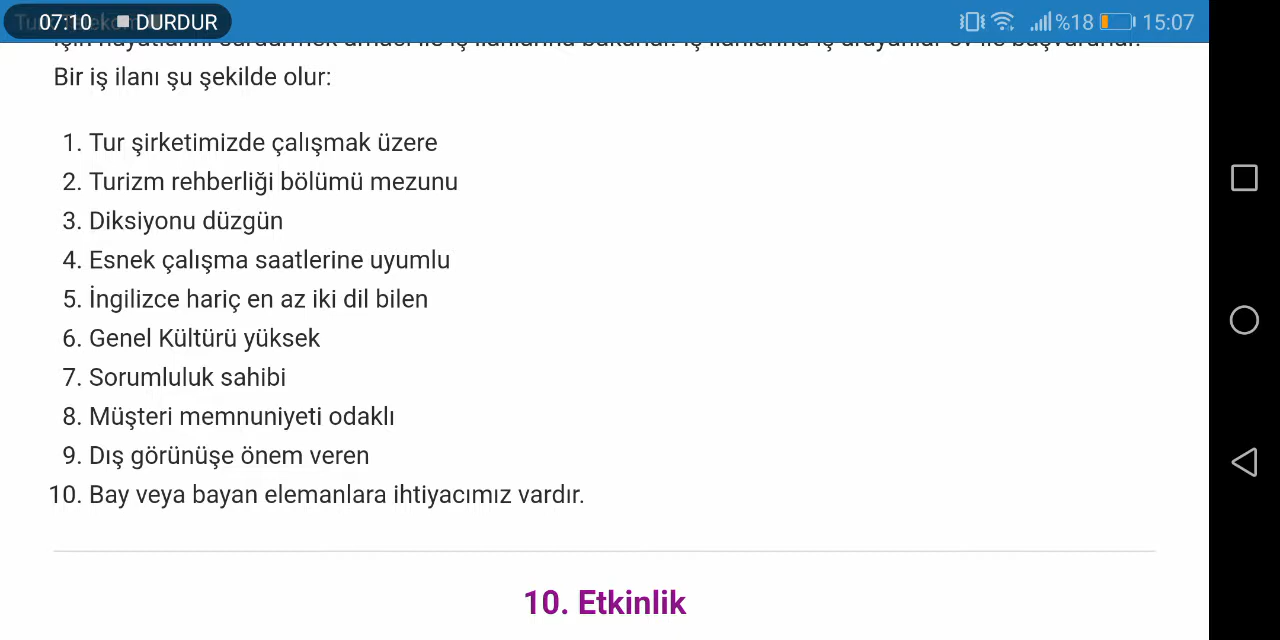 07:10 DURDUR %18 15:07
Bir iş ilanı şu şekilde olur:
1. Tur şirketimizde çalışmak üzere
2. Turizm rehberliği bölümü mezunu
3. Diksiyonu düzgün
4. Esnek çalışma saatlerine uyumlu
5. İngilizce hariç en az iki dil bilen
6. Genel Kültürü yüksek
7. Sorumluluk sahibi
8. Müşteri memnuniyeti odaklı
9. Dış görünüşe önem veren
10. Bay veya bayan elemanlara ihtiyacımız vardır.
10. Etkinlik